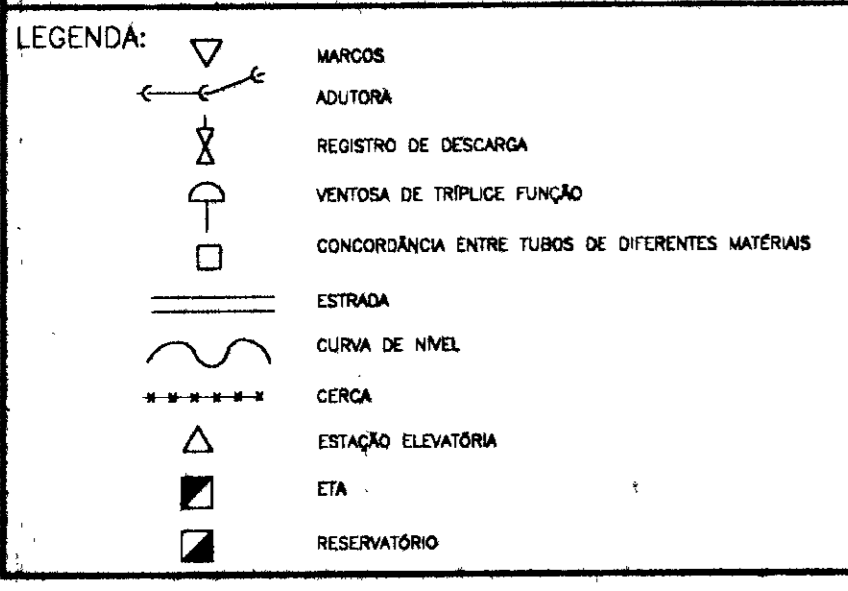 LEGENDA:
MARCOS
ADUTORA
REGISTRO DE DESCARGA
VENTOSA DE TRÍPLICE FUNÇÃO
CONCORDÂNCIA ENTRE TUBOS DE DIFERENTES MATÉRIAIS
ESTRADA
CURVA DE NÍVEL
CERCA
ESTAÇÃO ELEVATÓRIA
ETA
RESERVATÓRIO